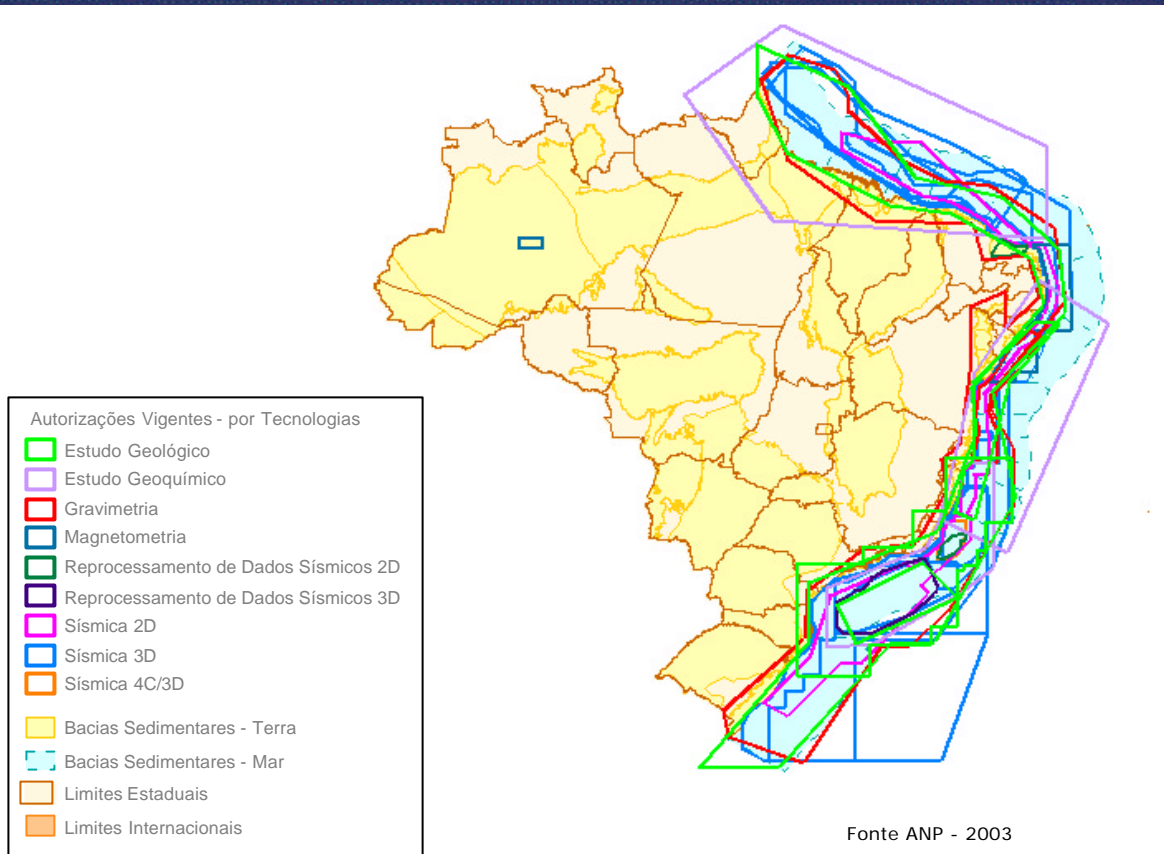 Autorizações Vigentes - por Tecnologias
Estudo Geológico
Estudo Geoquímico
Gravimetria
Magnetometria
Reprocessamento de Dados Sísmicos 2D
Reprocessamento de Dados Sísmicos 3D
Sísmica 2D
Sísmica 3D
Sísmica 4C/3D
Bacias Sedimentares - Terra
Bacias Sedimentares - Mar
Limites Estaduais
Limites Internacionais
Fonte ANP - 2003